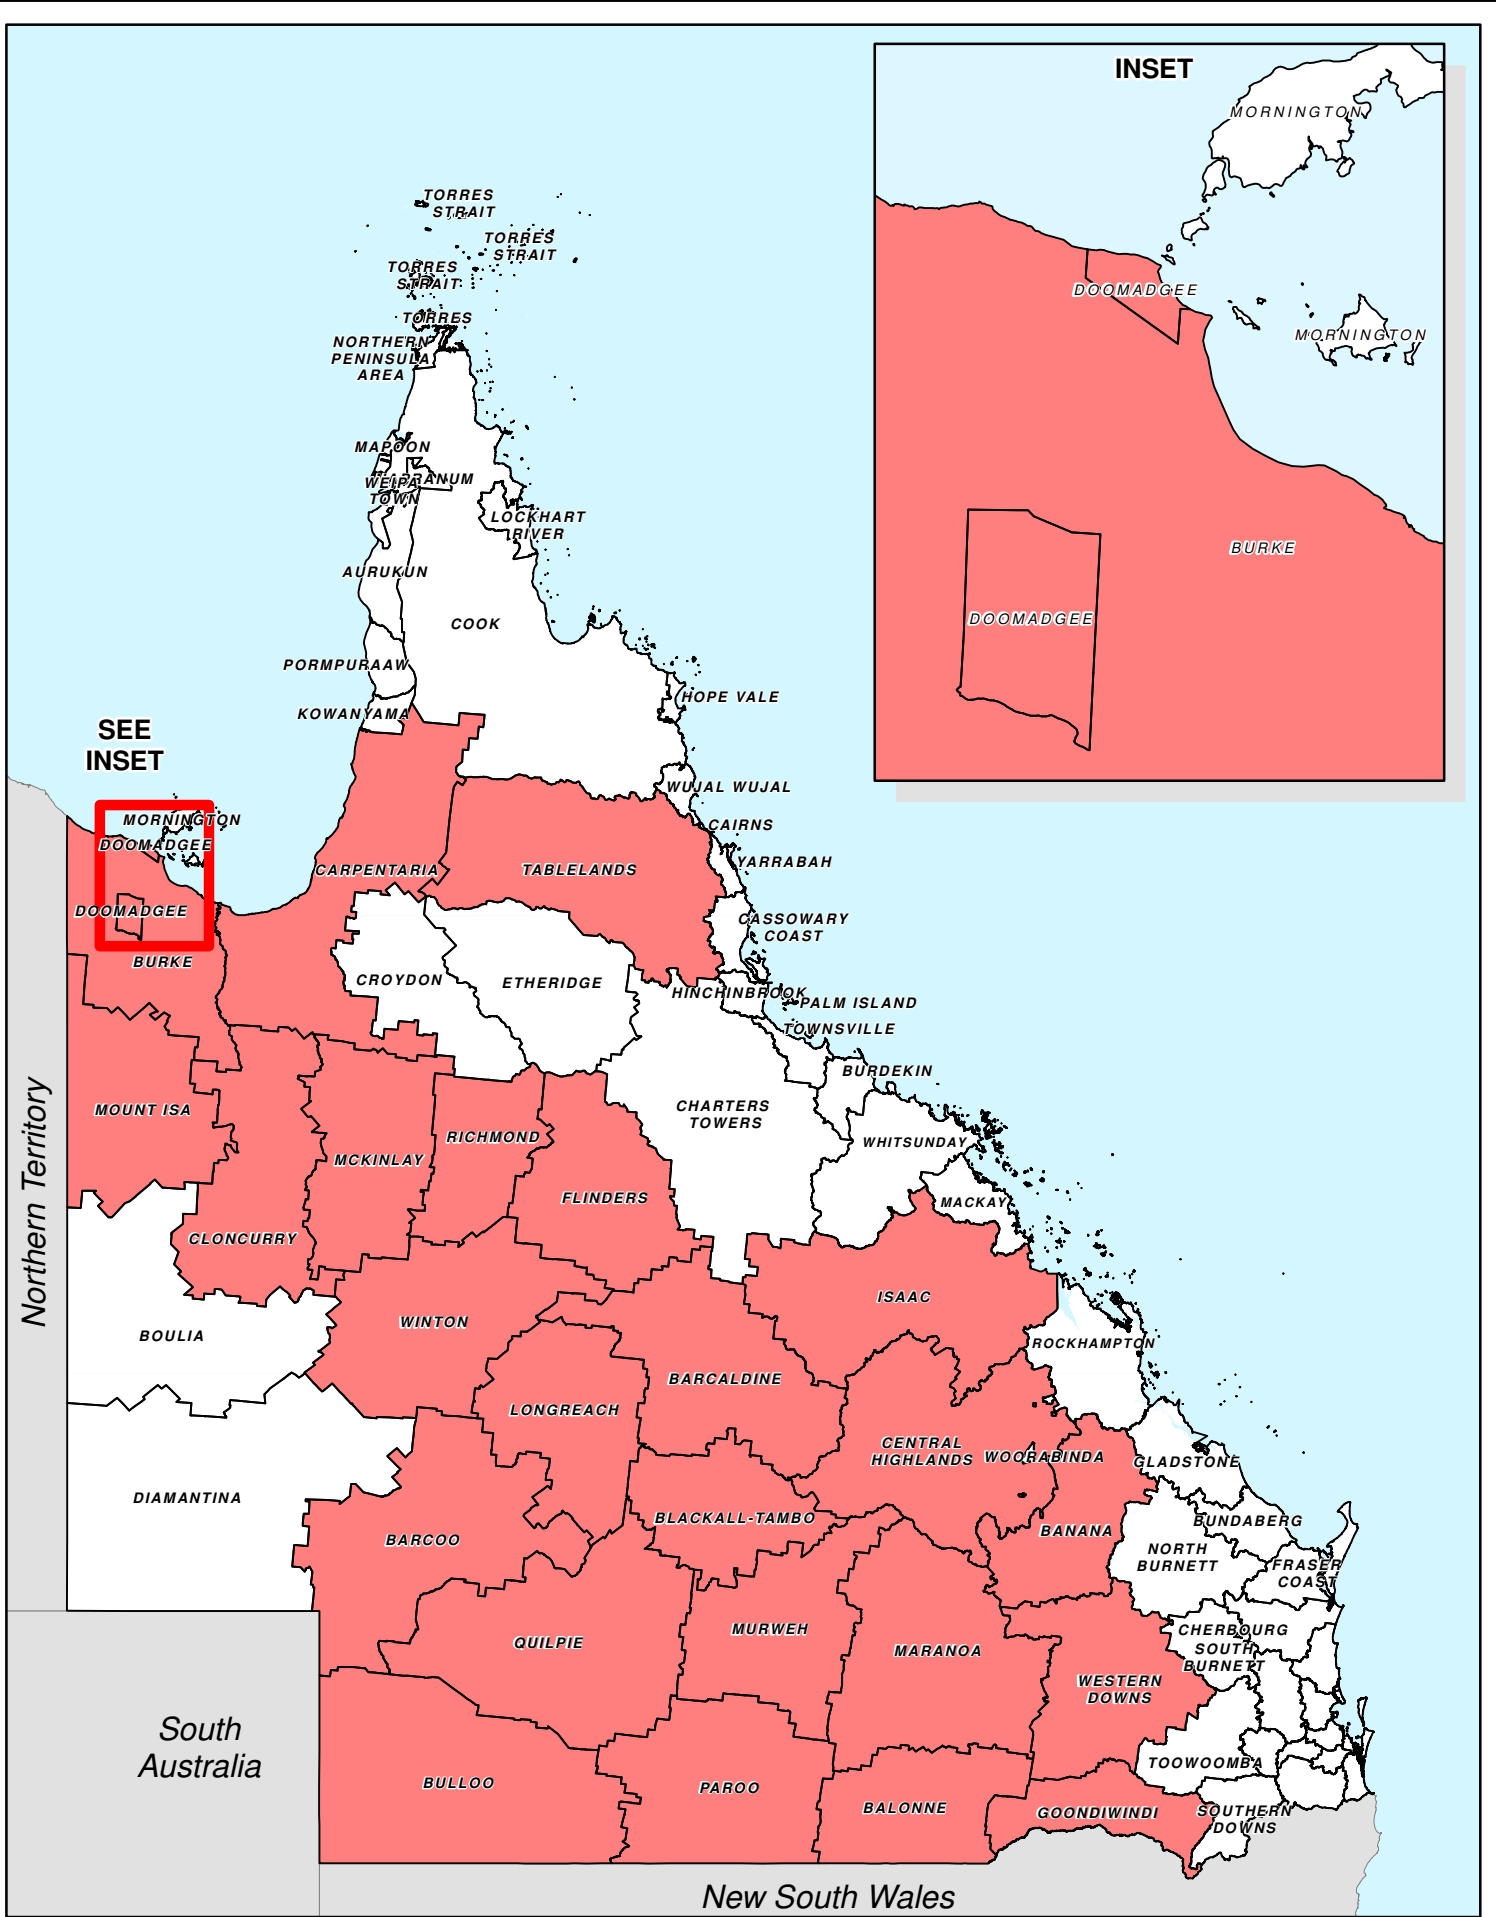 INSET
MORNINGTON
DOOMADGEE
MORNINGTON
BURKE
DOOMADGEE
TORRES
STRAIT
TORRES
STRAIT
TORRES
STRAIT
TORRES
NORTHERN
PENINSULA
AREA
MAPOON
WEIPA
TOWN
LOCKHART
RIVER
AURUKUN
COOK
PORMPURAAW
HOPE VALE
KOWANYAMA
SEE
INSET
WUJAL WUJAL
MORNINGTON
CAIRNS
DOOMADGEE
YARRABAH
CARPENTARIA
TABLELANDS
DOOMADGEE
CASSOWARY
COAST
BURKE
CROYDON
ETHERIDGE
HINCHINBROOK
PALM ISLAND
TOWNSVILLE
BURDEKIN
MOUNT ISA
CHARTERS
TOWERS
RICHMOND
WHITSUNDAY
MCKINLAY
FLINDERS
MACKAY
CLONCURRY
Northern Territory
ISAAC
WINTON
BOULIA
ROCKHAMPTON
BARCALDINE
LONGREACH
CENTRAL
HIGHLANDS
WOORABINDA
GLADSTONE
DIAMANTINA
BLACKALL-TAMBO
BUNDABERG
BARCOO
BANANA
NORTH
BURNETT
FRASER
COAST
QUILPIE
MURWEH
MARANOA
CHERBOURG
SOUTH
BURNETT
WESTERN
DOWNS
South
Australia
TOOWOOMBA
BULLOO
PAROO
BALONNE
GOONDIWINDI
SOUTHERN
DOWNS
New South Wales